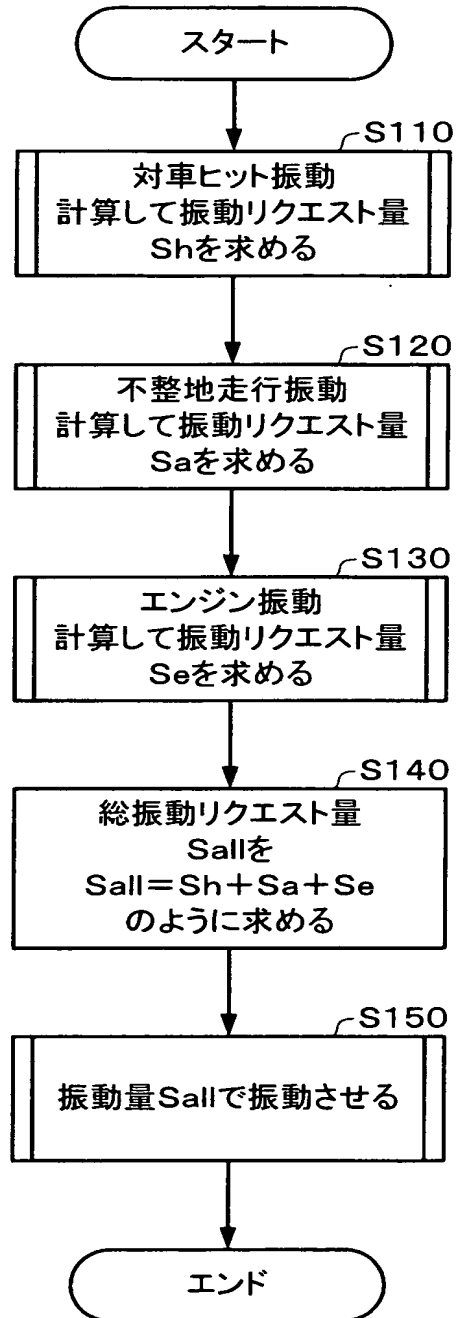 スタート
S110
対車ヒット振動
計算して振動リクエスト量
Shを求める
S120
不整地走行振動
計算して振動リクエスト量
Saを求める
S130
エンジン振動
計算して振動リクエスト量
Seを求める
S140
総振動リクエスト量
Sallを
Sall=Sh+Sa+Se
のように求める
S150
振動量Sallで振動させる
エンド